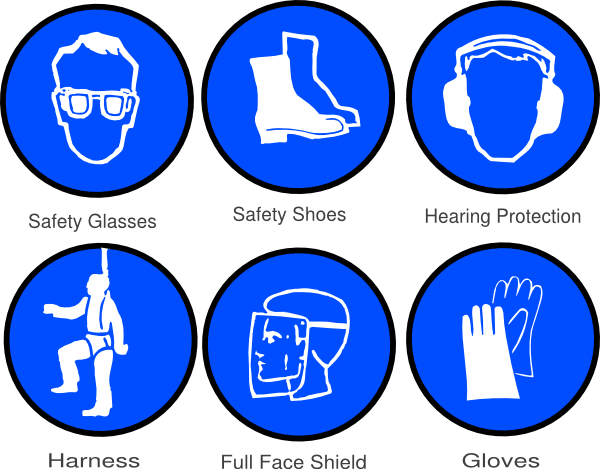 Safety Glasses
Safety Shoes
Hearing Protection
Harness
Full Face Shield
Gloves